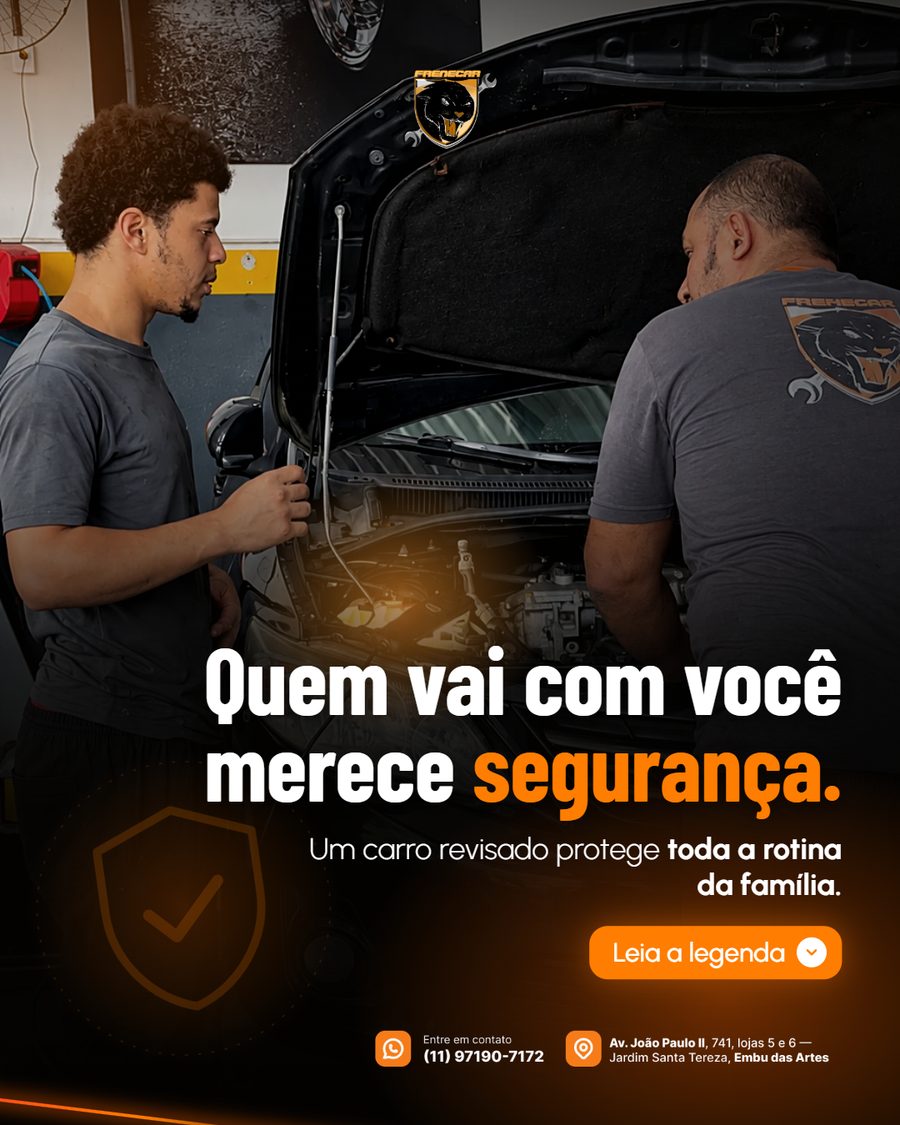 FRENECAR
FRENECAR
Quem vai com você
merece segurança.
Um carro revisado protege toda a rotina
da família.
Leia a legenda
Entre em contato
(11) 97190-7172
Av. João Paulo II, 741, lojas 5 e 6 —
Jardim Santa Tereza, Embu das Artes